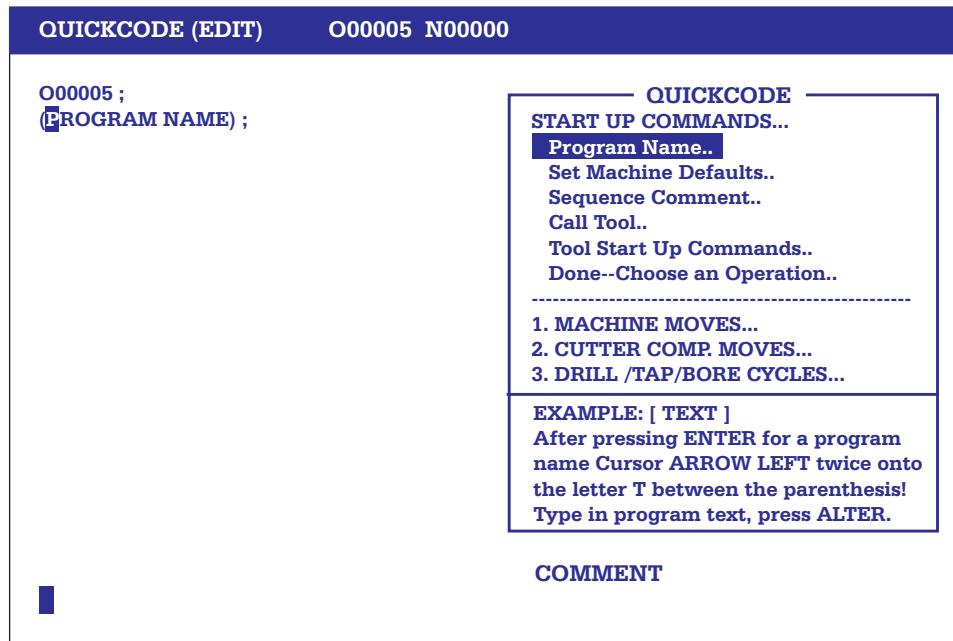 QUICKCODE (EDIT) O00005 N00000
O00005 ;
(PROGRAM NAME) ;
QUICKCODE
START UP COMMANDS...
Program Name..
Set Machine Defaults..
Sequence Comment..
Call Tool..
Tool Start Up Commands..
Done--Choose an Operation..
------------------------------------------------------
1. MACHINE MOVES...
2. CUTTER COMP. MOVES...
3. DRILL /TAP/BORE CYCLES...
EXAMPLE: [ TEXT ]
After pressing ENTER for a program
name Cursor ARROW LEFT twice onto
the letter T between the parenthesis!
Type in program text, press ALTER.
COMMENT